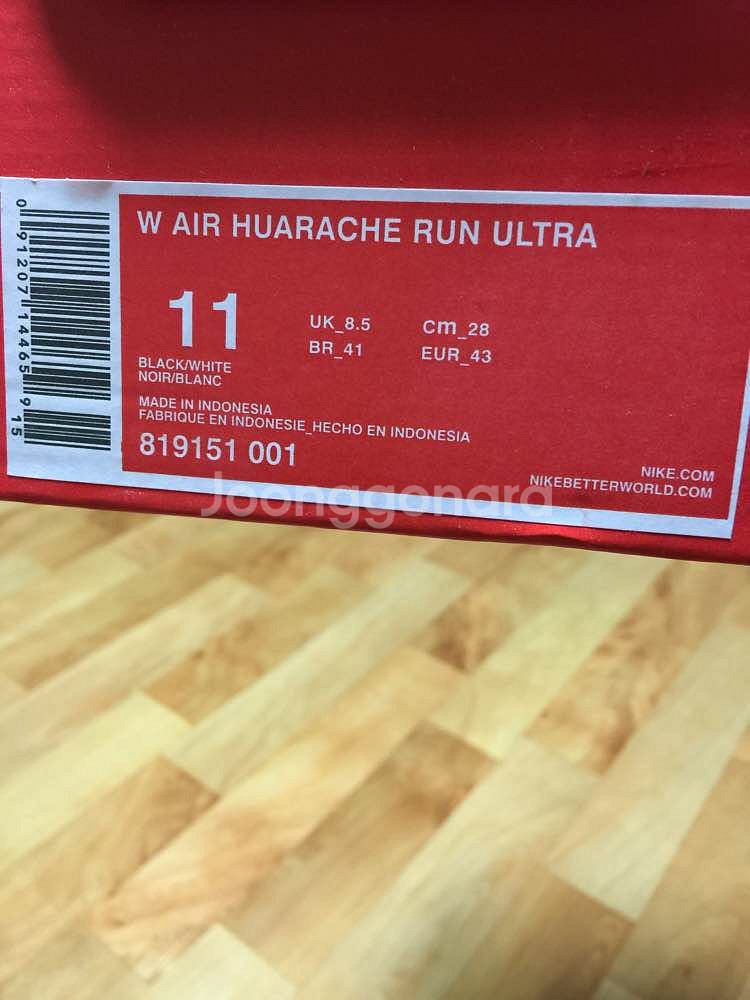 W AIR HUARACHE RUN ULTRA
11
UK_8.5
cm_28
BR_41
EUR_43
BLACK/WHITE
NOIR/BLANC
MADE IN INDONESIA
FABRIQUE EN INDONESIE_HECHO EN INDONESIA
819151 001
NIKE.COM
NIKEBETTERWORLD.COM
0 91207 14465 9 15
Joonggonara